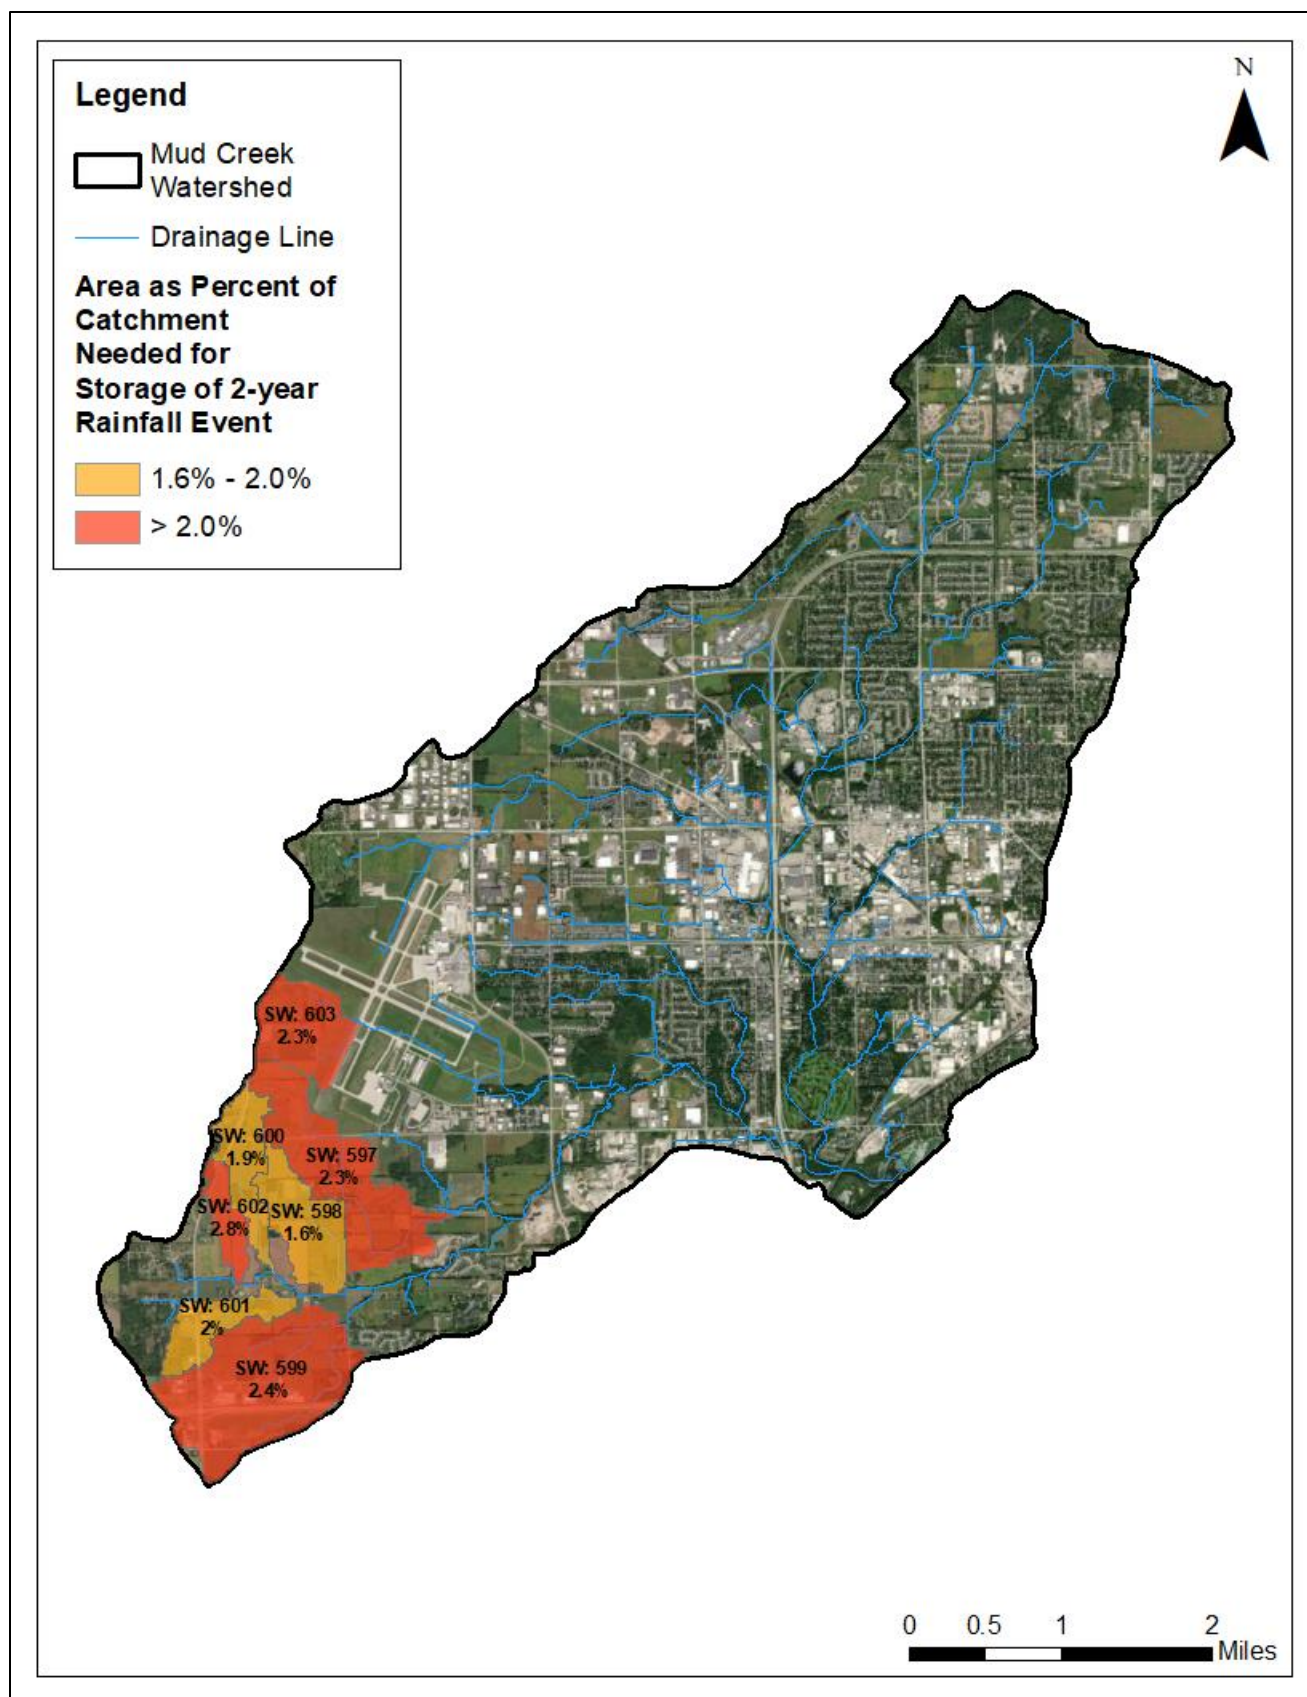 Legend
Mud Creek
Watershed
Drainage Line
Area as Percent of
Catchment
Needed for
Storage of 2-year
Rainfall Event
1.6% - 2.0%
> 2.0%
N
SW: 603
2.3%
SW: 600
1.9%
SW: 597
2.3%
SW: 602
2.8%
SW: 598
1.6%
SW: 601
2%
SW: 599
2.4%
0 0.5 1 2
Miles